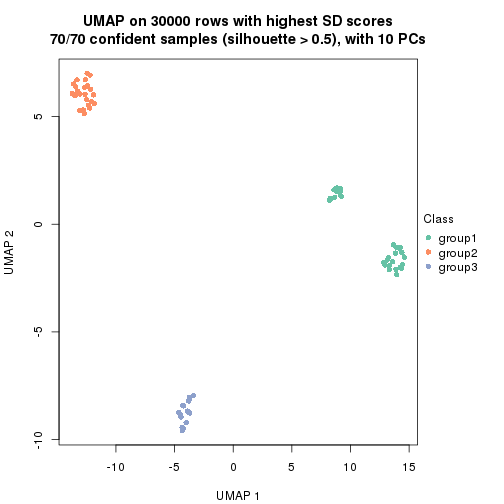 UMAP on 30000 rows with highest SD scores
70/70 confident samples (silhouette > 0.5), with 10 PCs
5
0
-5
-10
UMAP 2
-10
-5
0
5
10
15
UMAP 1
Class
group1
group2
group3